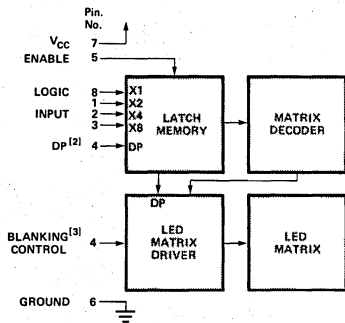 Pin.
No.
VCC 7
ENABLE 5
LOGIC 8 X1
1 X2
INPUT 2 X4
3 X8
DP[2] 4 DP
LATCH
MEMORY
MATRIX
DECODER
DP
BLANKING[3] 4
CONTROL
LED
MATRIX
DRIVER
LED
MATRIX
GROUND 6